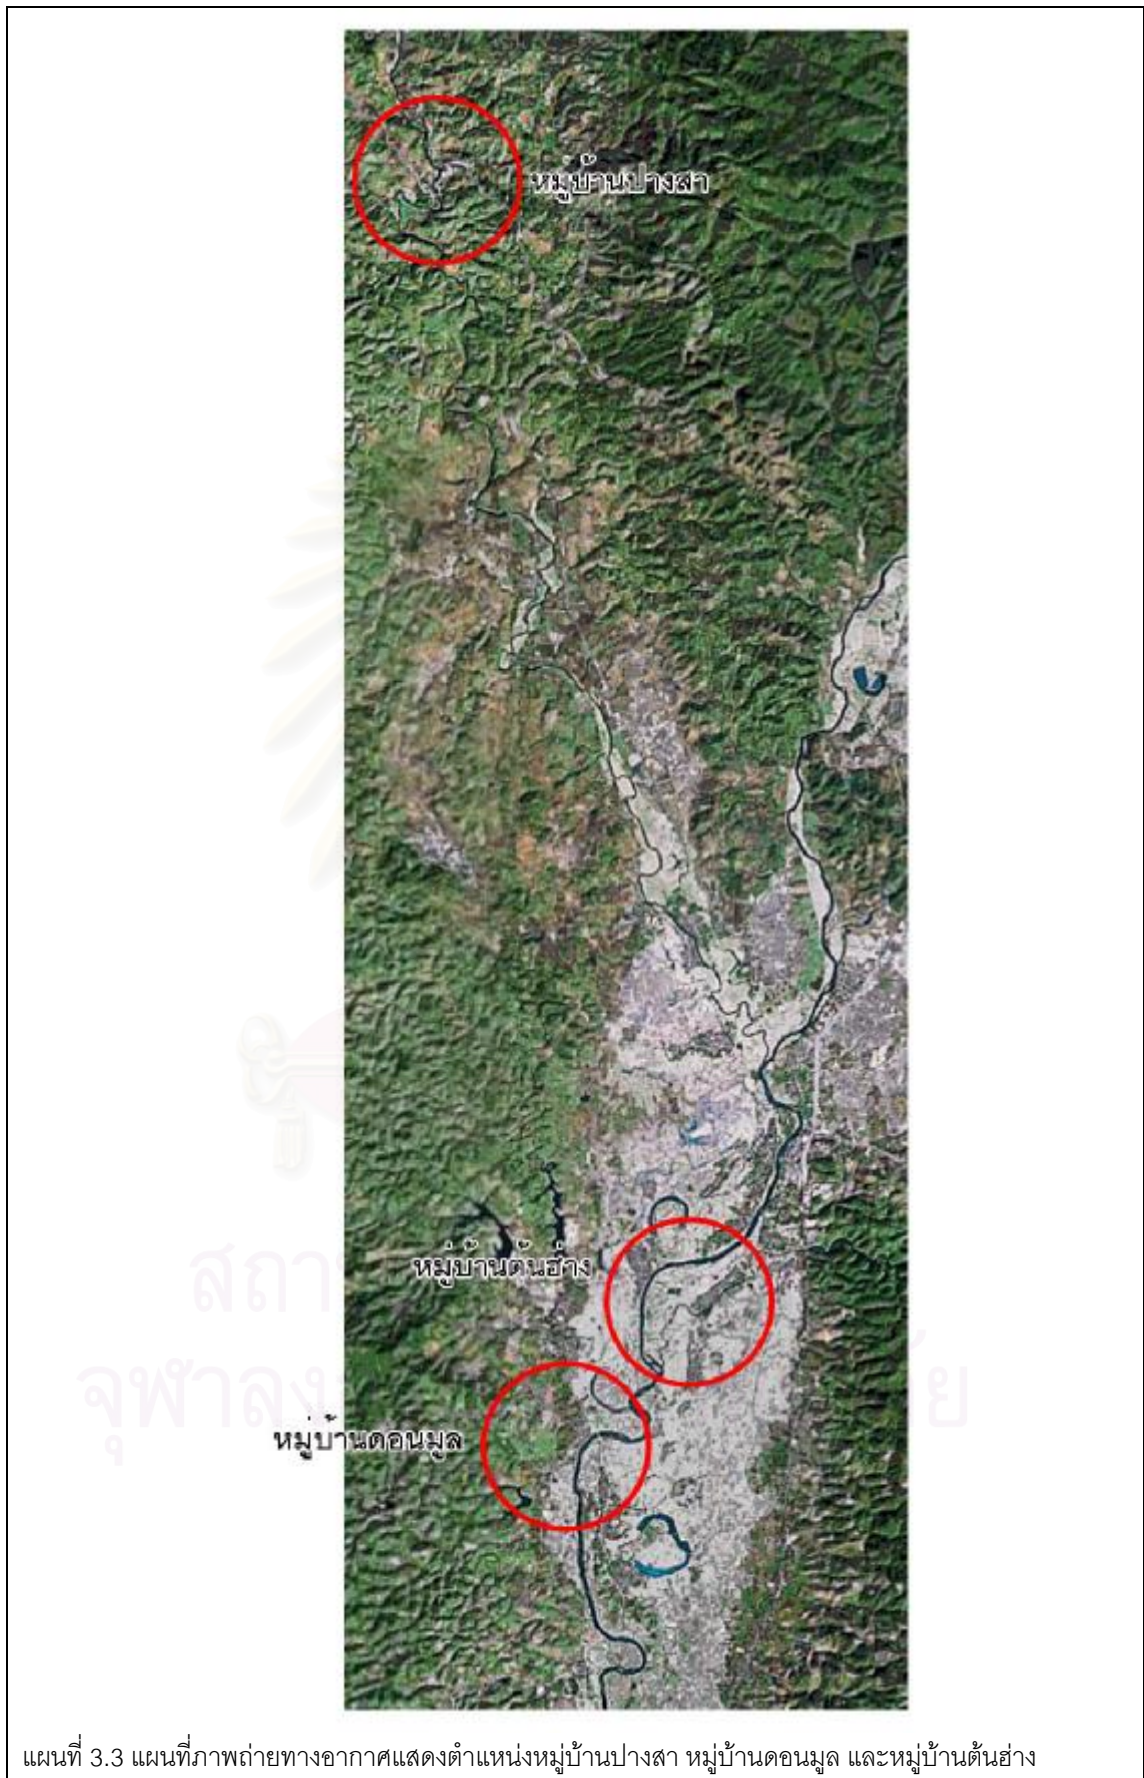 หมู่บ้านปางสา
หมู่บ้านต้นฮ่าง
หมู่บ้านดอนมูล
แผนที่ 3.3 แผนที่ภาพถ่ายทางอากาศแสดงตำแหน่งหมู่บ้านปางสา หมู่บ้านดอนมูล และหมู่บ้านต้นฮ่าง